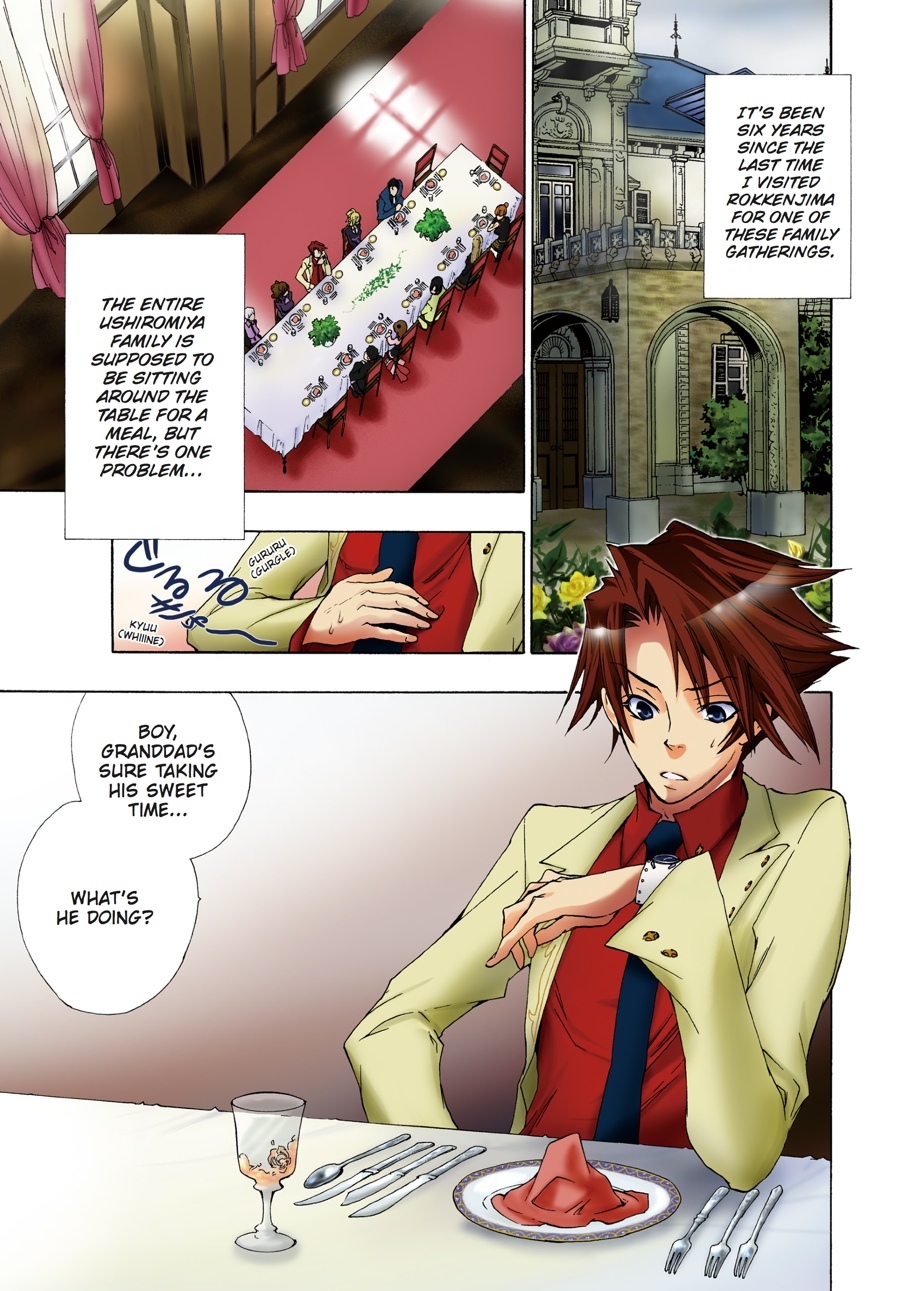 IT'S BEEN
SIX YEARS
SINCE THE
LAST TIME
I VISITED
ROKKENJIMA
FOR ONE OF
THESE FAMILY
GATHERINGS.
THE ENTIRE
USHIROMIYA
FAMILY IS
SUPPOSED TO
BE SITTING
AROUND THE
TABLE FOR A
MEAL, BUT
THERE'S ONE
PROBLEM...
GURURU
(GURGLE)
KYUU
(WHIIINE)
BOY,
GRANDDAD'S
SURE TAKING
HIS SWEET
TIME...
WHAT'S
HE DOING?